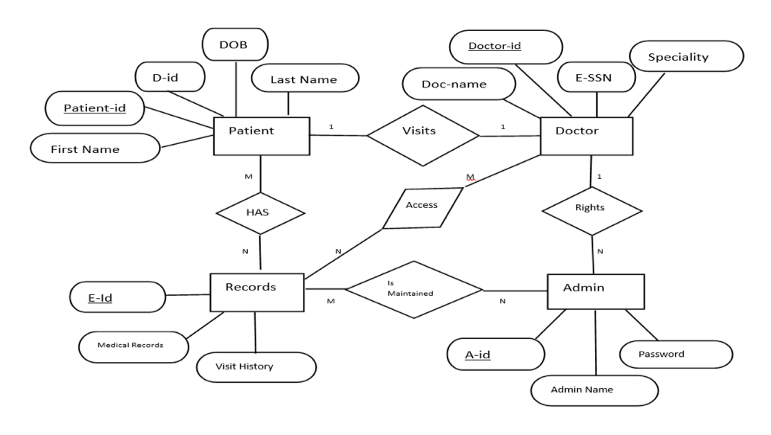 DOB
Doctor-id
Speciality
D-id
Last Name
Doc-name
E-SSN
Patient-id
First Name
Patient
1
Visits
1
Doctor
M
M
1
HAS
Access
Rights
N
N
N
Records
Is
Maintained
Admin
E-Id
M
N
Medical Records
Visit History
A-id
Password
Admin Name